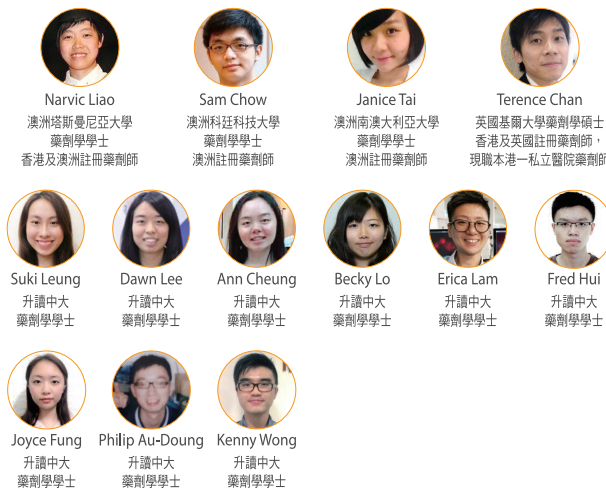 Narvic Liao
澳洲塔斯曼尼亞大學
藥劑學學士
香港及澳洲註冊藥劑師
Sam Chow
澳洲科廷科技大學
藥劑學學士
澳洲註冊藥劑師
Janice Tai
澳洲南澳大利亞大學
藥劑學學士
澳洲註冊藥劑師
Terence Chan
英國基爾大學藥劑學碩士
香港及英國註冊藥劑師，
現職本港一私立醫院藥劑師
Suki Leung
升讀中大
藥劑學學士
Dawn Lee
升讀中大
藥劑學學士
Ann Cheung
升讀中大
藥劑學學士
Becky Lo
升讀中大
藥劑學學士
Erica Lam
升讀中大
藥劑學學士
Fred Hui
升讀中大
藥劑學學士
Joyce Fung
升讀中大
藥劑學學士
Philip Au-Doung
升讀中大
藥劑學學士
Kenny Wong
升讀中大
藥劑學學士